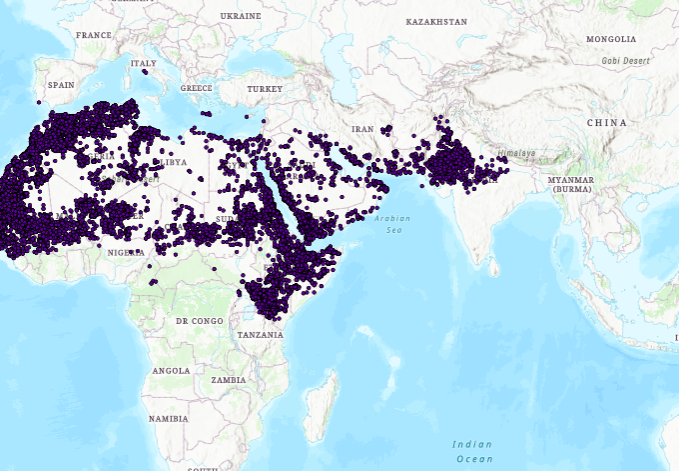 UKRAINE
KAZAKHSTAN
FRANCE
MONGOLIA
ITALY
Gobi Desert
SPAIN
GREECE
TURKEY
CHINA
IRAN
Himalaya
LIBYA
MYANMAR
(BURMA)
Arabian
Sea
SUD
NIGERIA
DR CONGO
TANZANIA
ANGOLA
ZAMBIA
NAMIBIA
Indian
Ocean